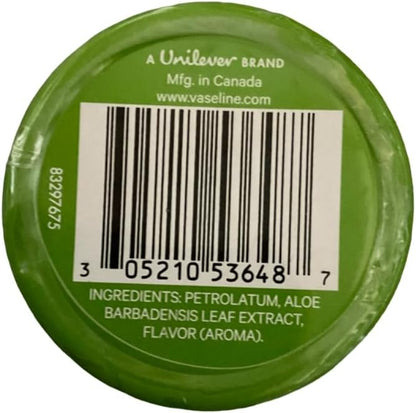 A Unilever BRAND
Mfg. in Canada
www.vaseline.com
83297675
3 05210 53648 7
INGREDIENTS: PETROLATUM, ALOE
BARBADENSIS LEAF EXTRACT,
FLAVOR (AROMA).